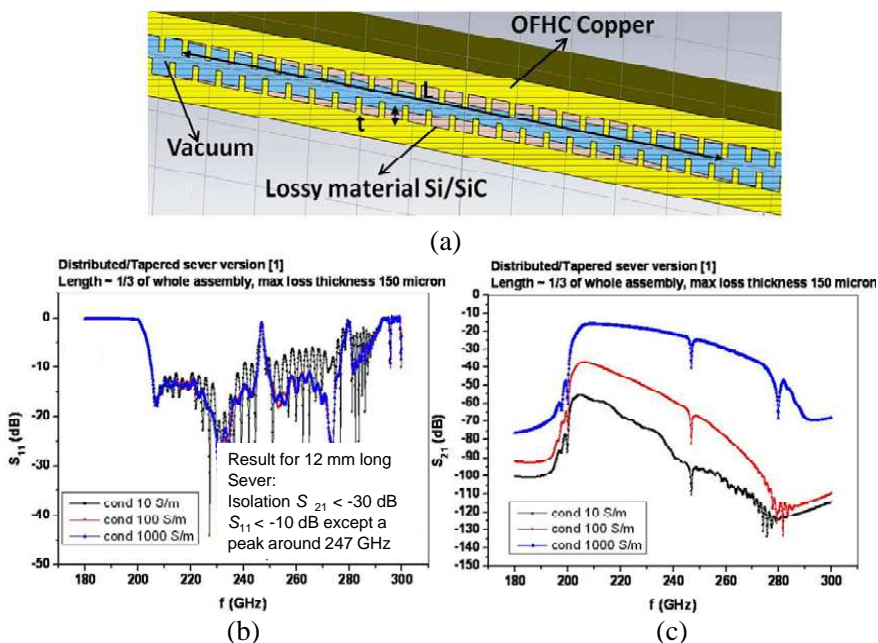 OFHC Copper
L
t
Vacuum
Lossy material Si/SiC
(a)
Distributed/Tapered sever version [1]
Length ~ 1/3 of whole assembly, max loss thickness 150 micron
0
-10
-20
-30
-40
-50
S11 (dB)
Result for 12 mm long
Sever:
Isolation S 21 < -30 dB
S11 < -10 dB except a
peak around 247 GHz
cond 10 S/m
cond 100 S/m
cond 1000 S/m
180 200 220 240 260 280 300
f (GHz)
(b)
Distributed/Tapered sever version [1]
Length ~ 1/3 of whole assembly, max loss thickness 150 micron
0
-10
-20
-30
-40
-50
-60
-70
-80
-90
-100
-110
-120
-130
-140
-150
S21 (dB)
cond 10 S/m
cond 100 S/m
cond 1000 S/m
180 200 220 240 260 280 300
f (GHz)
(c)